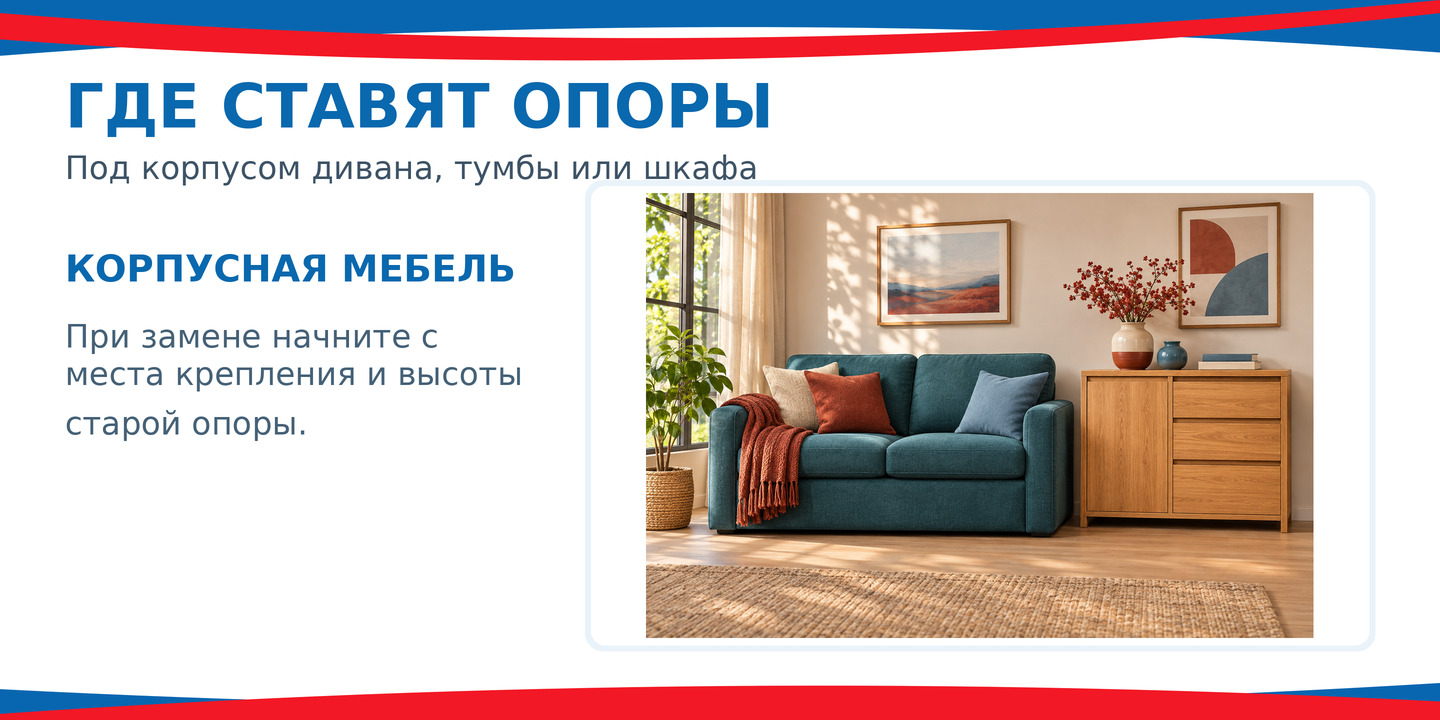 ГДЕ СТАВЯТ ОПОРЫ
Под корпусом дивана, тумбы или шкафа
КОРПУСНАЯ МЕБЕЛЬ
При замене начните с
места крепления и высоты
старой опоры.